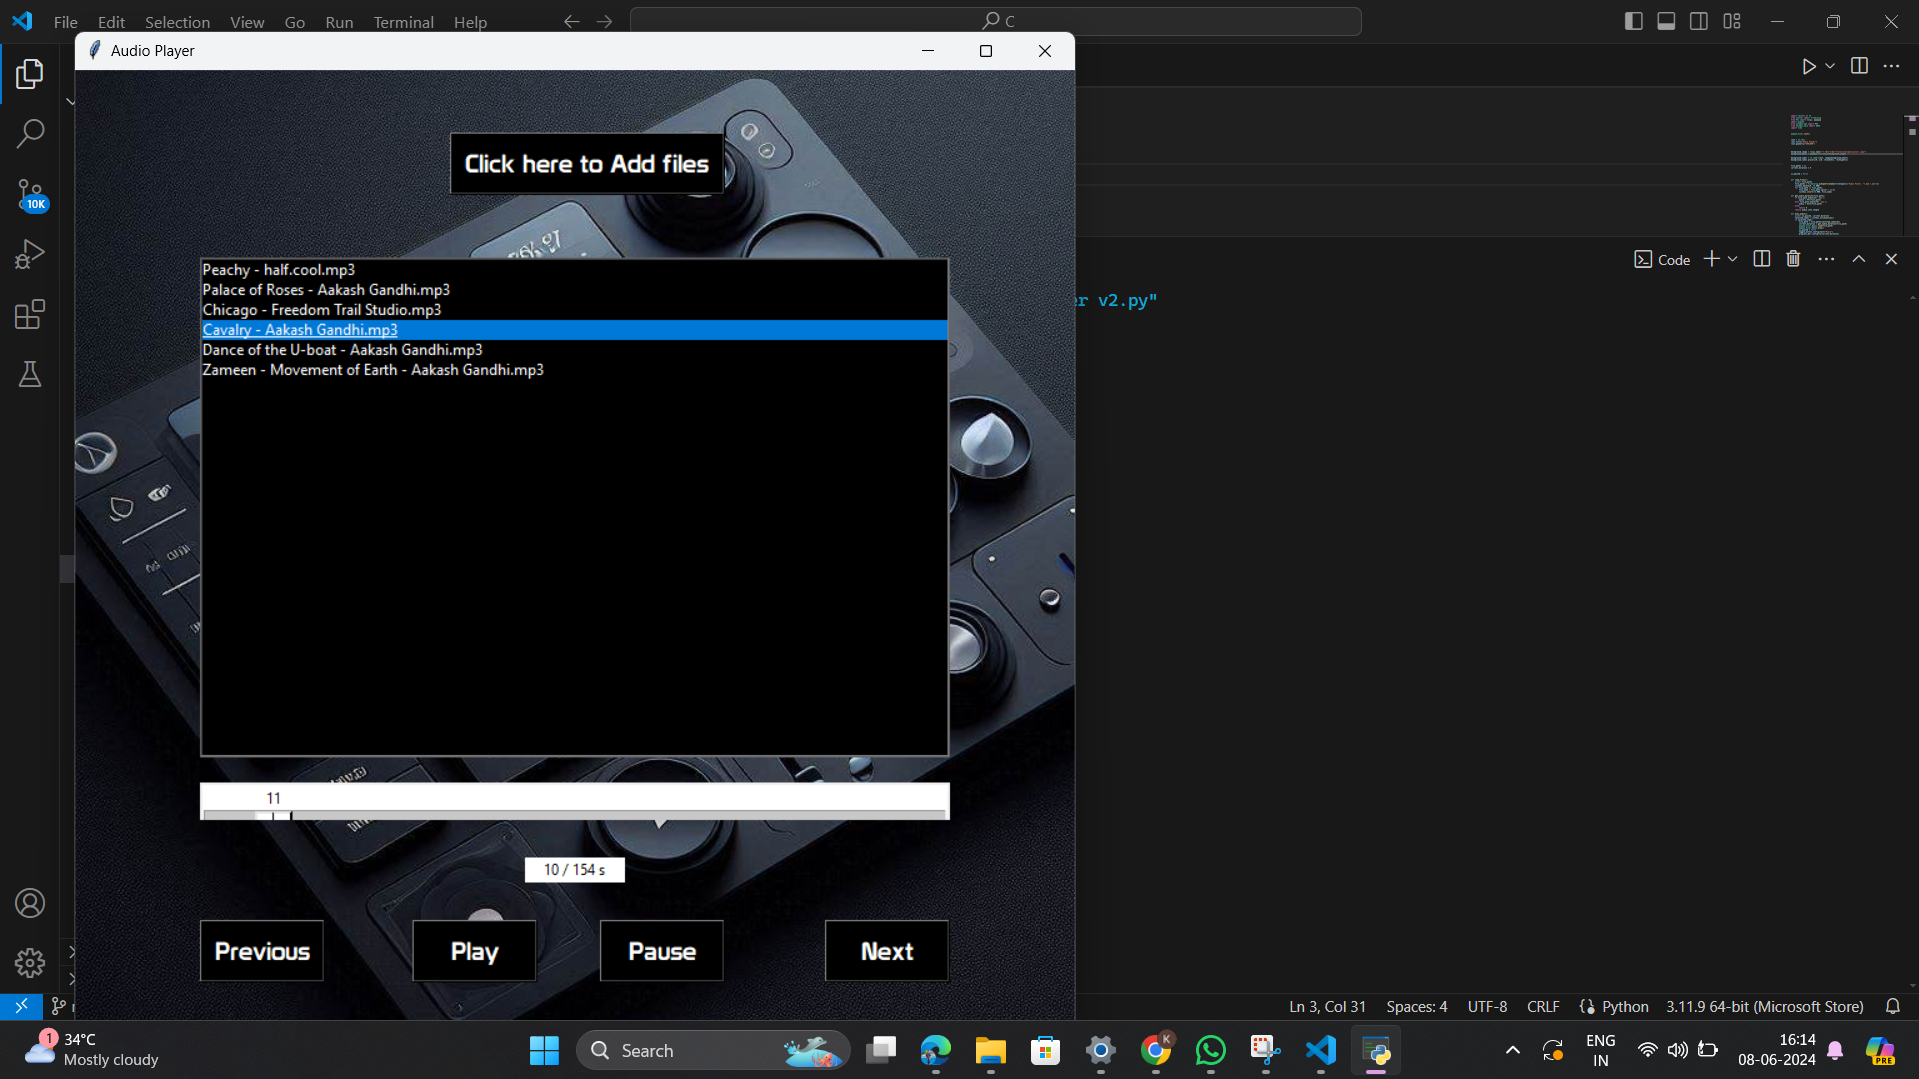 File Edit Selection View Go Run Terminal Help
C
Audio Player
Click here to Add files
10K
Code
Peachy - half.cool.mp3
Palace of Roses - Aakash Gandhi.mp3
r v2.py"
Chicago - Freedom Trail Studio.mp3
Cavalry - Aakash Gandhi.mp3
Dance of the U-boat - Aakash Gandhi.mp3
Zameen - Movement of Earth - Aakash Gandhi.mp3
11
10 / 154 s
Previous Play Pause Next
Ln 3, Col 31 Spaces: 4 UTF-8 CRLF Python 3.11.9 64-bit (Microsoft Store)
1 34°C
Mostly cloudy
Search
K
ENG
IN
16:14
08-06-2024
PRE